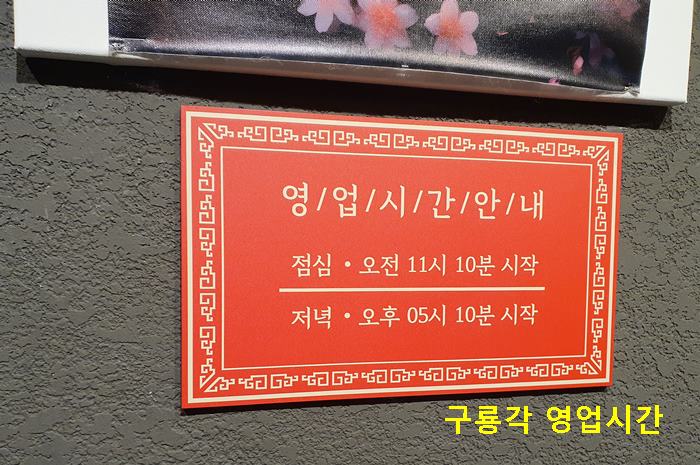 영/업/시/간/안/내
점심 • 오전 11시 10분 시작
저녁 • 오후 05시 10분 시작
구룡각 영업시간